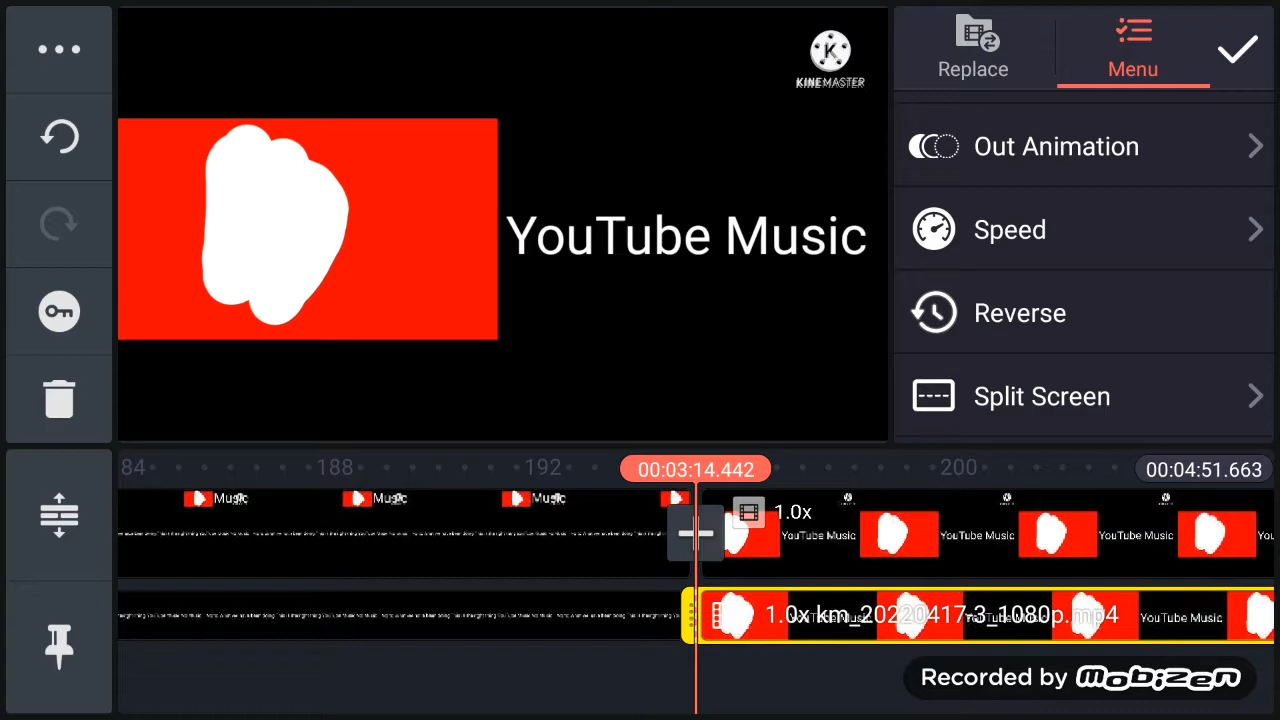 Replace
Menu
K
KINEMASTER
Out Animation
YouTube Music
Speed
Reverse
Split Screen
84
188
192
00:03:14.442
200
00:04:51.663
Music
Music
Music
1.0x
YouTube Music
YouTube Music
YouTube Music
You
1.0x km_20220417-3_1080p.mp4
YouTube Music
Recorded by mobizen